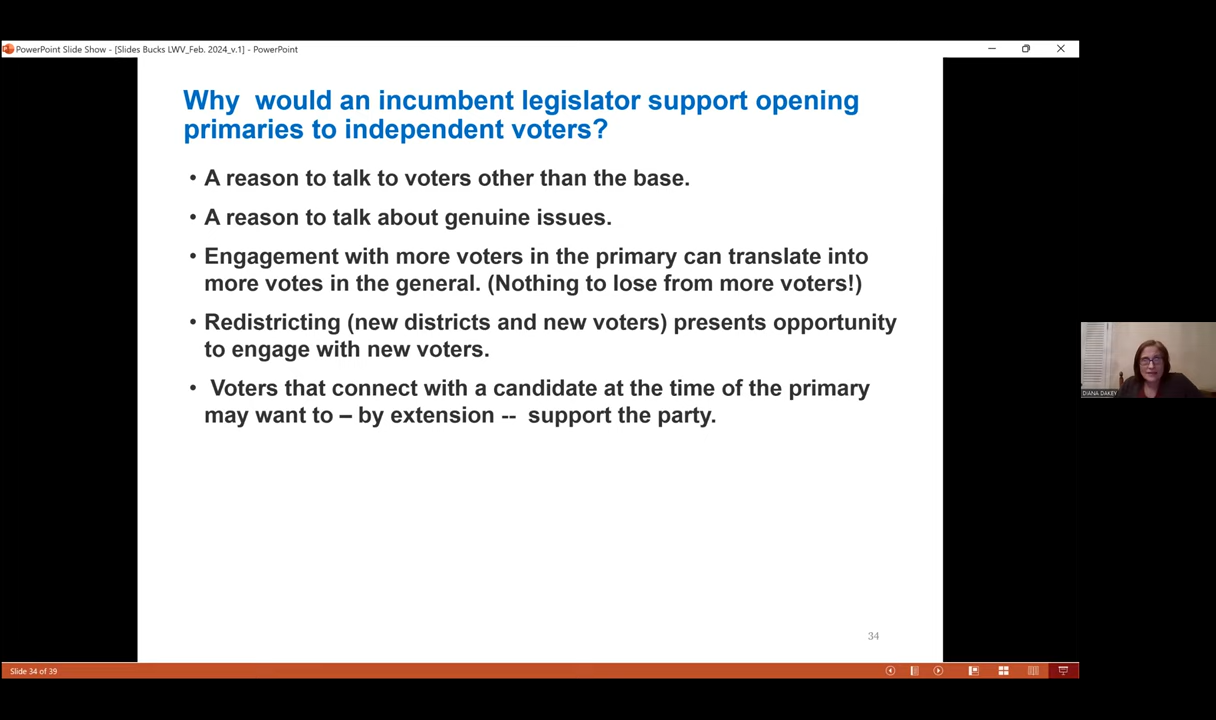 PowerPoint Slide Show - [Slides Bucks LWV_Feb. 2024_v.1] - PowerPoint
Why  would an incumbent legislator support opening
primaries to independent voters?
• A reason to talk to voters other than the base.
• A reason to talk about genuine issues.
• Engagement with more voters in the primary can translate into
more votes in the general. (Nothing to lose from more voters!)
• Redistricting (new districts and new voters) presents opportunity
to engage with new voters.
•  Voters that connect with a candidate at the time of the primary
may want to – by extension --  support the party.
DIANA DAKEY
34
Slide 34 of 39